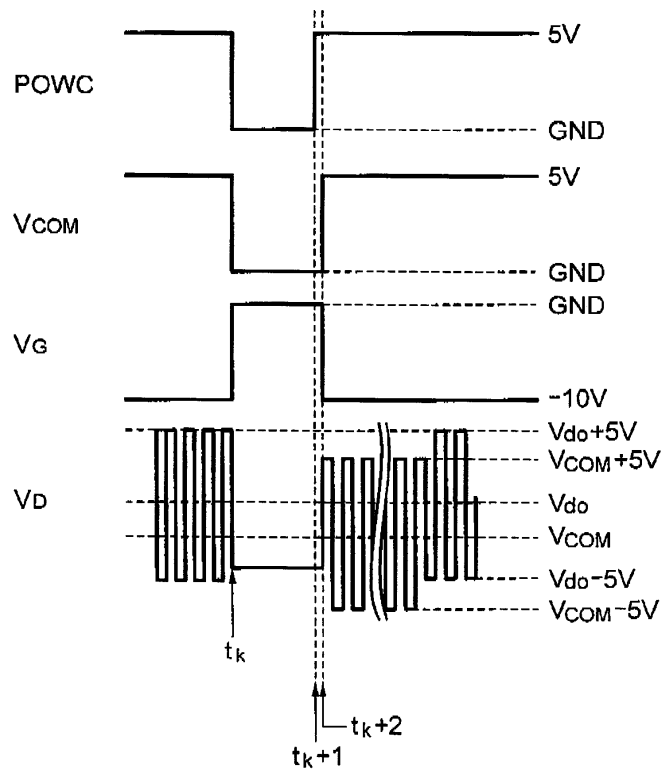 POWC
5V
GND
VCOM
5V
GND
VG
GND
-10V
VD
Vdo+5V
VCOM+5V
Vdo
VCOM
Vdo-5V
VCOM-5V
tk
tk+2
tk+1